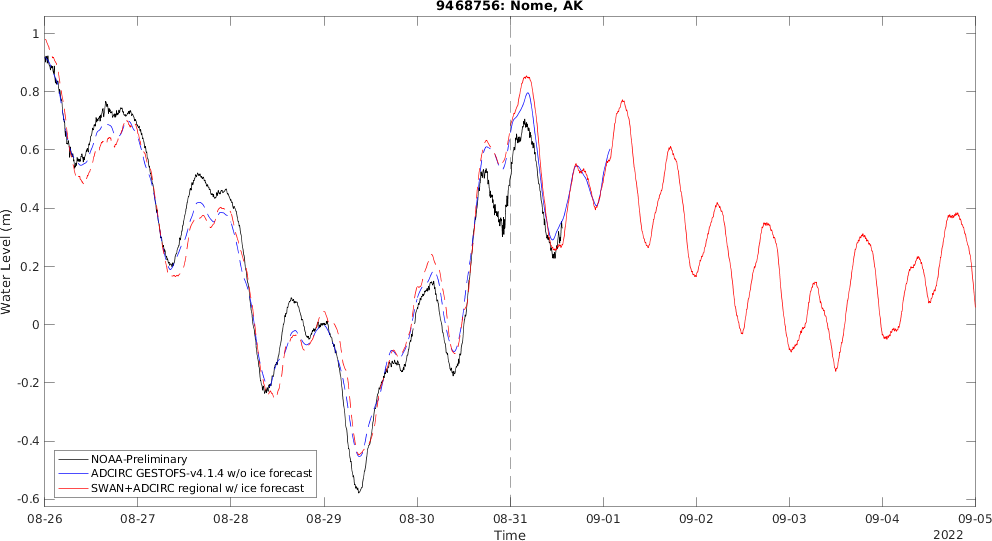 9468756: Nome, AK
Water Level (m)
1
0.8
0.6
0.4
0.2
0
-0.2
-0.4
-0.6
NOAA-Preliminary
ADCIRC GESTOFS-v4.1.4 w/o ice forecast
SWAN+ADCIRC regional w/ ice forecast
08-26 08-27 08-28 08-29 08-30 08-31 09-01 09-02 09-03 09-04 09-05
Time
2022